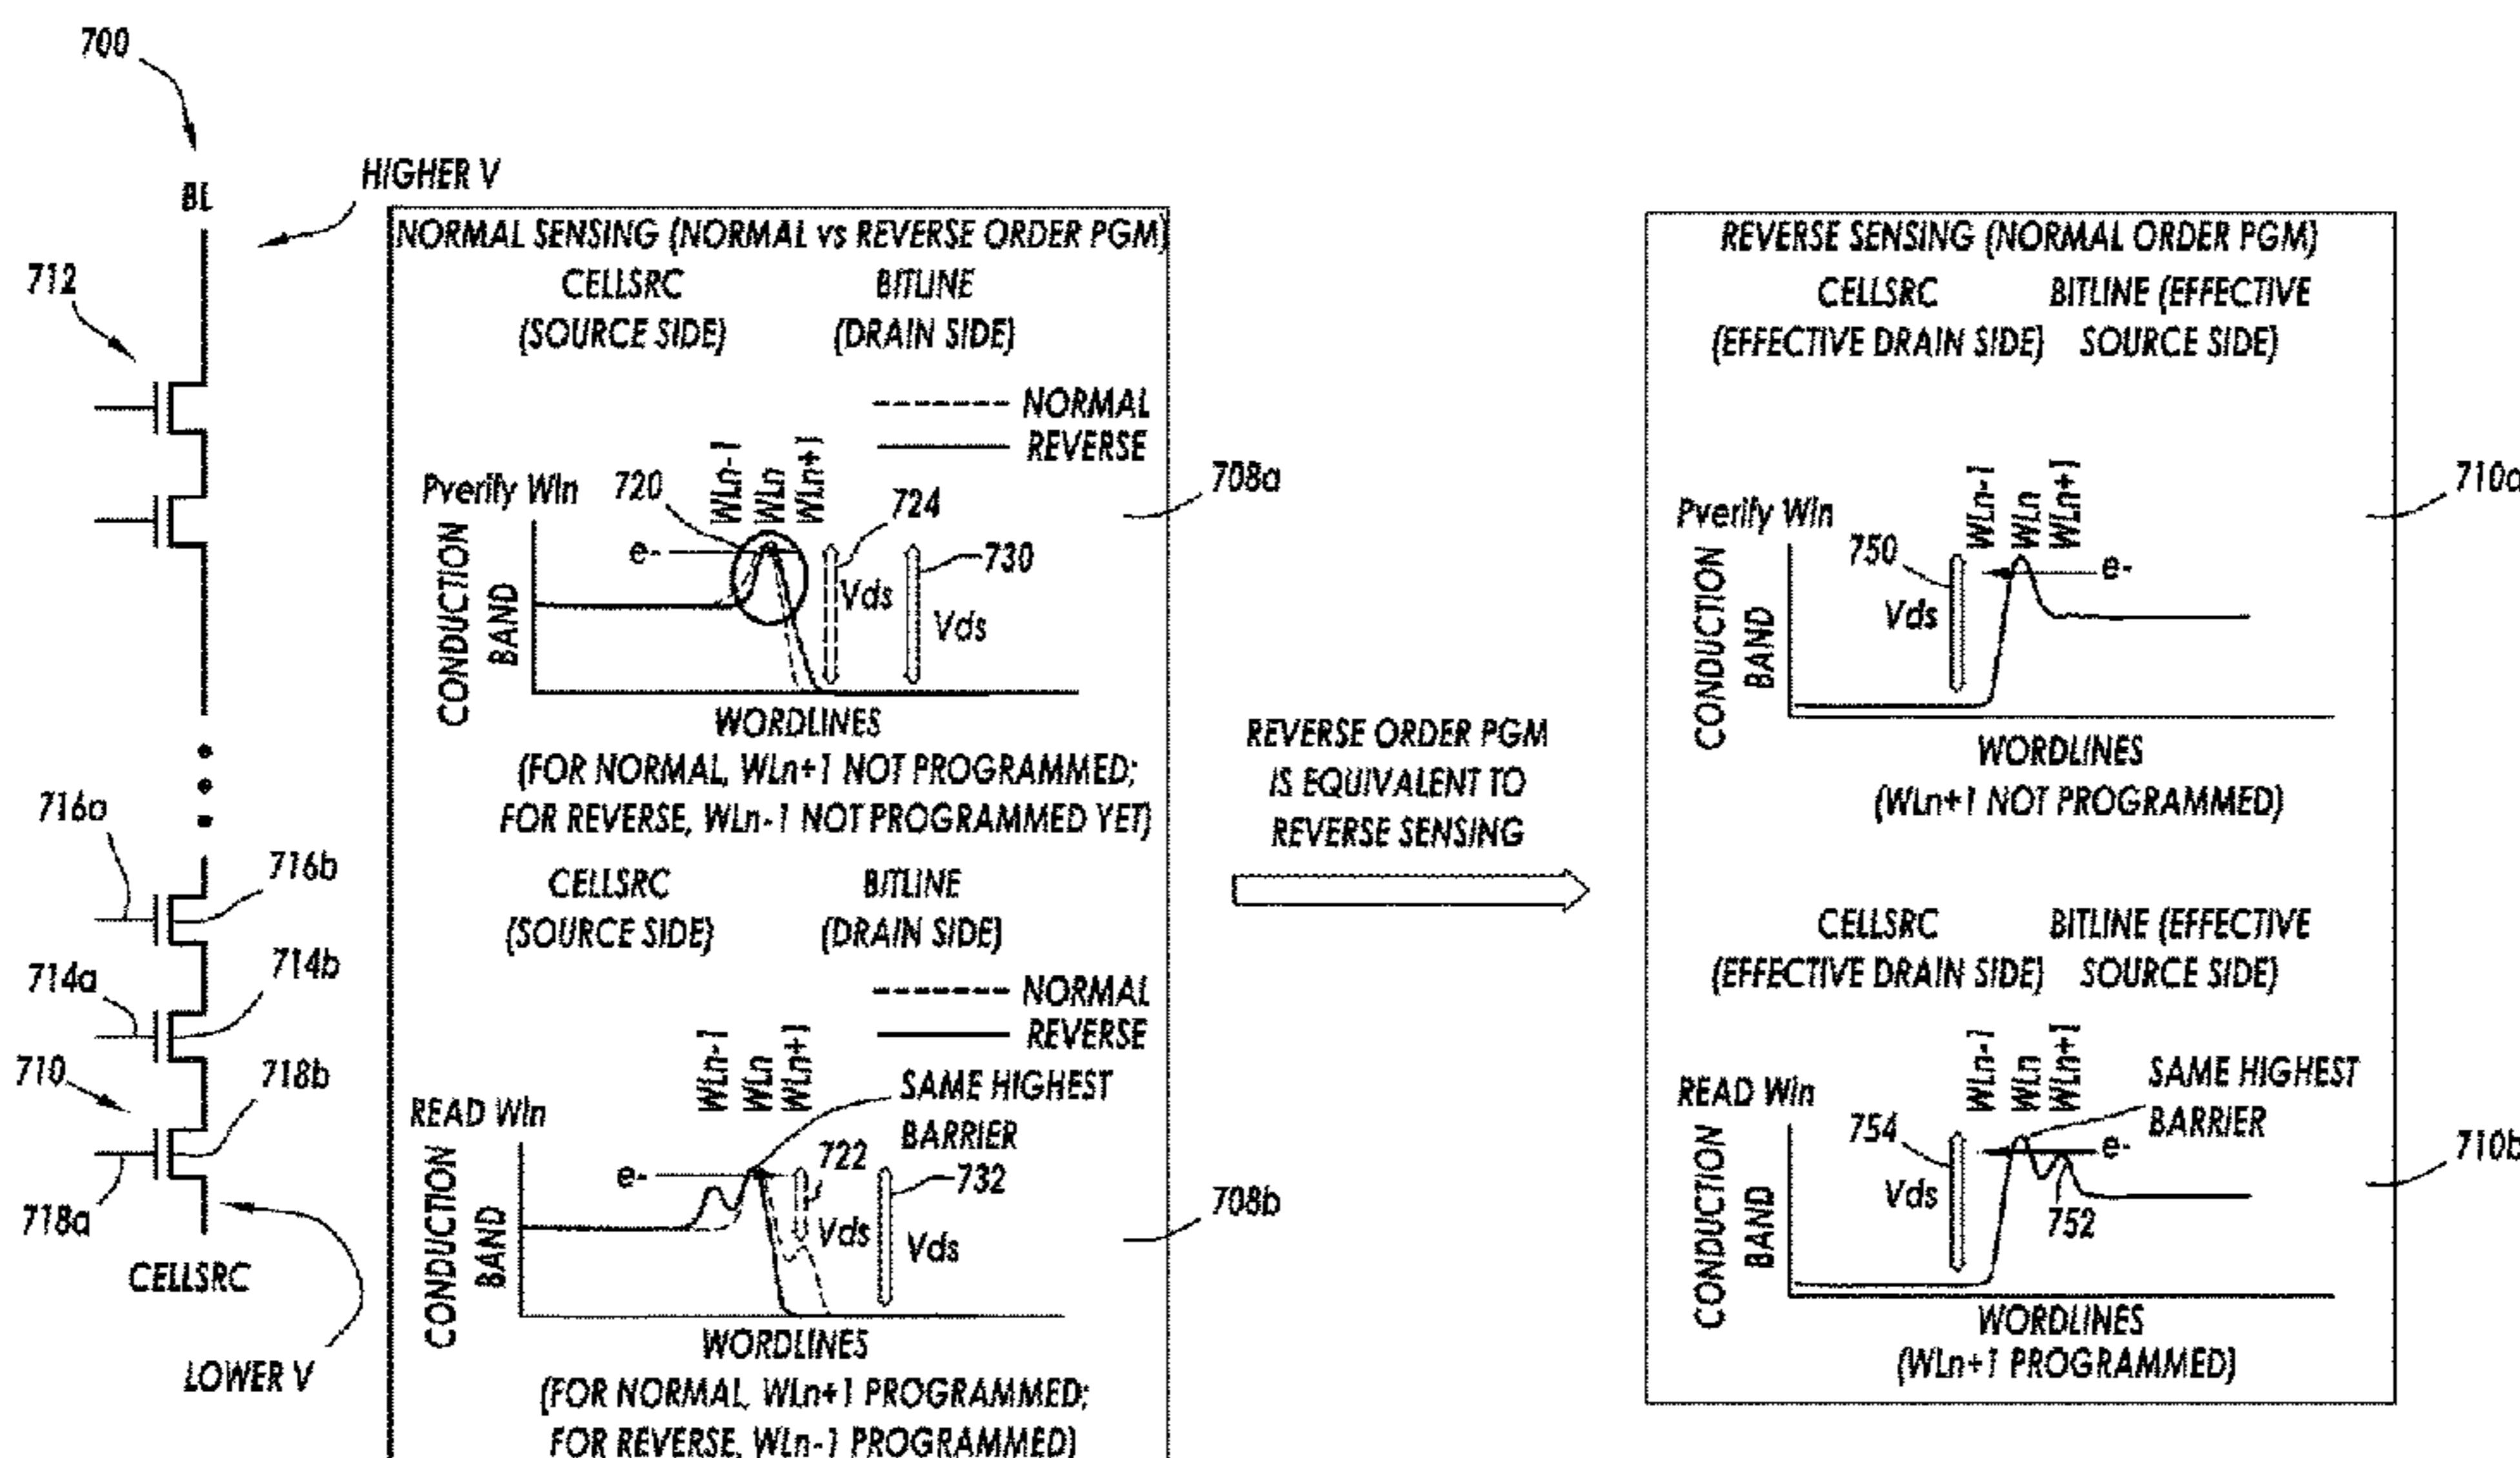 700
BL
HIGHER V
712
716a
716b
714a
714b
710
718b
718a
CELLSRC
LOWER V
NORMAL SENSING (NORMAL vs REVERSE ORDER PGM)
CELLSRC
(SOURCE SIDE)
BITLINE
(DRAIN SIDE)
NORMAL
REVERSE
Pverify Wln
720
WLn-1
WLn
WLn+1
724
708a
e-
730
Vds
Vds
CONDUCTION
BAND
WORDLINES
(FOR NORMAL, WLn+1 NOT PROGRAMMED;
FOR REVERSE, WLn-1 NOT PROGRAMMED YET)
CELLSRC
(SOURCE SIDE)
BITLINE
(DRAIN SIDE)
NORMAL
REVERSE
WLn-1
WLn
WLn+1
SAME HIGHEST
BARRIER
READ Wln
e-
722
732
708b
Vds
Vds
CONDUCTION
BAND
WORDLINES
(FOR NORMAL, WLn+1 PROGRAMMED;
FOR REVERSE, WLn-1 PROGRAMMED)
REVERSE ORDER PGM
IS EQUIVALENT TO
REVERSE SENSING
REVERSE SENSING (NORMAL ORDER PGM)
CELLSRC
(EFFECTIVE DRAIN SIDE)
BITLINE (EFFECTIVE
SOURCE SIDE)
Pverify Wln
WLn-1
WLn
WLn+1
710a
750
e-
Vds
CONDUCTION
BAND
WORDLINES
(WLn+1 NOT PROGRAMMED)
CELLSRC
(EFFECTIVE DRAIN SIDE)
BITLINE (EFFECTIVE
SOURCE SIDE)
WLn-1
WLn
WLn+1
SAME HIGHEST
BARRIER
READ Wln
754
e-
710b
Vds
752
CONDUCTION
BAND
WORDLINES
(WLn+1 PROGRAMMED)